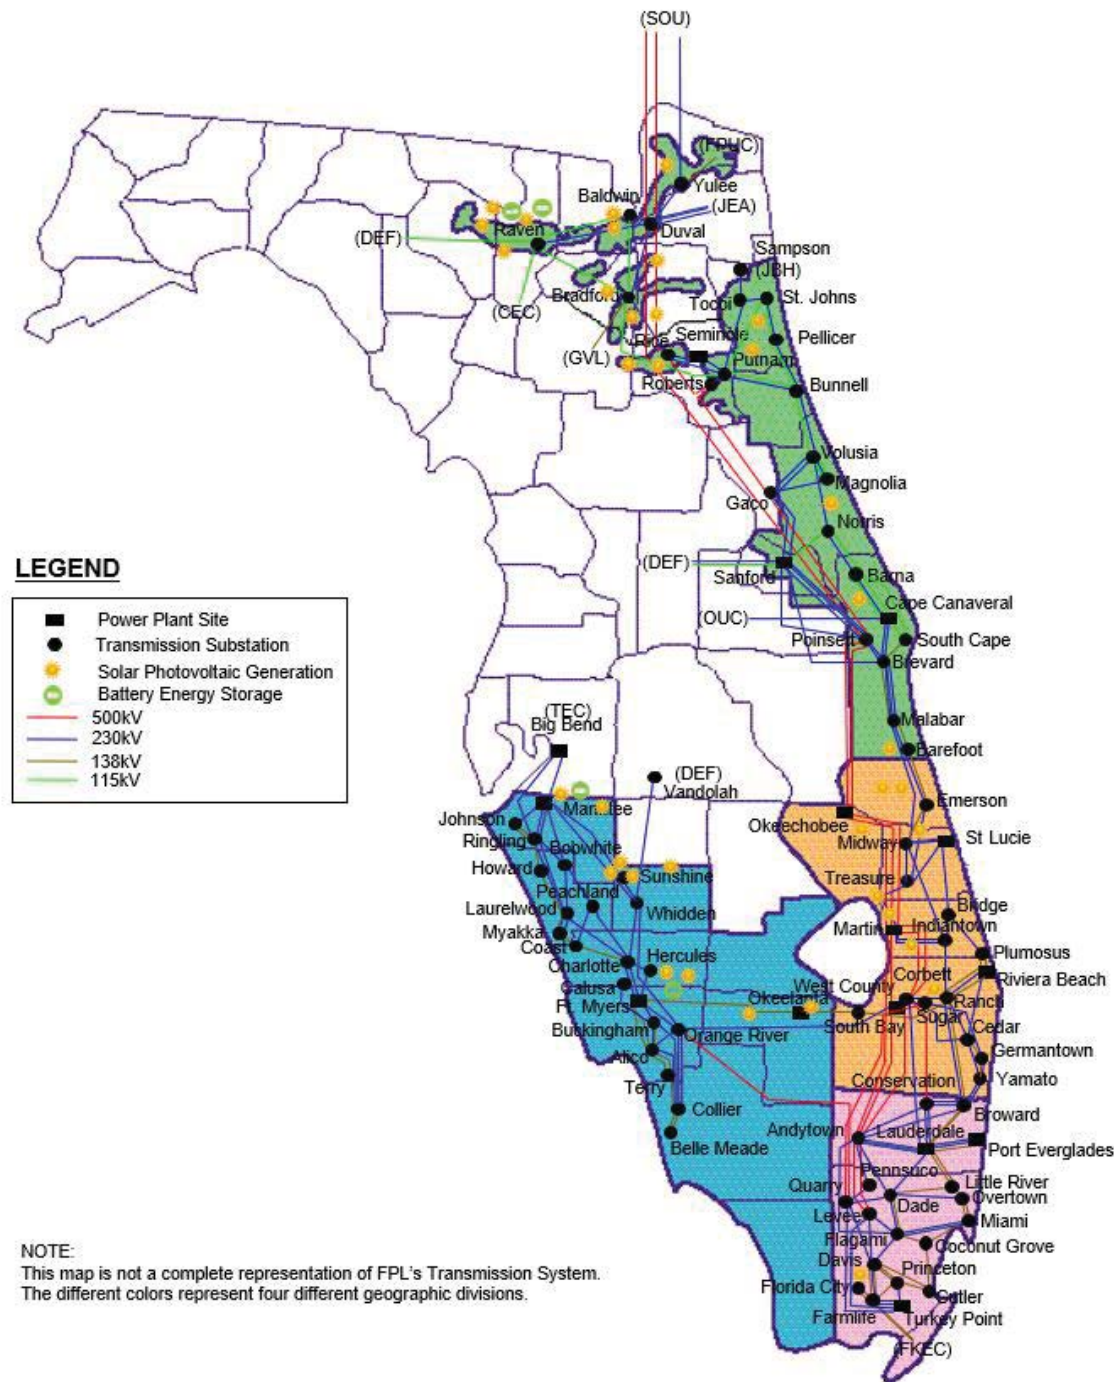 (SOU)
(FPUC)
Yulee
Baldwin
(JEA)
Raven
Duval
(DEF)
Sampson
(JBH)
Bradford
Tocoi
St. Johns
(CEC)
Seminole
Rice
Pellicer
(GVL)
Putnam
Roberts
Bunnell
Volusia
Magnolia
Gaco
Norris
(DEF)
Sanford
Barna
Cape Canaveral
(OUC)
Poinsett
South Cape
Brevard
LEGEND
Power Plant Site
Transmission Substation
Solar Photovoltaic Generation
Battery Energy Storage
500kV
230kV
138kV
115kV
(TEC)
Big Bend
Malabar
Barefoot
(DEF)
Vandolah
Manatee
Emerson
Johnson
Okeechobee
Ringling
Midway
St Lucie
Bobwhite
Howard
Sunshine
Treasure
Peachland
Laurelwood
Whidden
Bridge
Myakka
Martin
Indiantown
Coast
Plumosus
Charlotte
Hercules
Corbett
Riviera Beach
Calusa
West County
Ft. Myers
Okeelanta
Ranch
Sugar
Buckingham
Orange River
South Bay
Cedar
Alico
Germantown
Terry
Conservation
Yamato
Collier
Broward
Andytown
Lauderdale
Belle Meade
Port Everglades
Pennsuco
Quarry
Little River
Overtown
Dade
Levee
Miami
Flagami
Coconut Grove
Davis
Princeton
Florida City
Cutler
Farmlife
Turkey Point
(FKEC)
NOTE:
This map is not a complete representation of FPL's Transmission System.
The different colors represent four different geographic divisions.